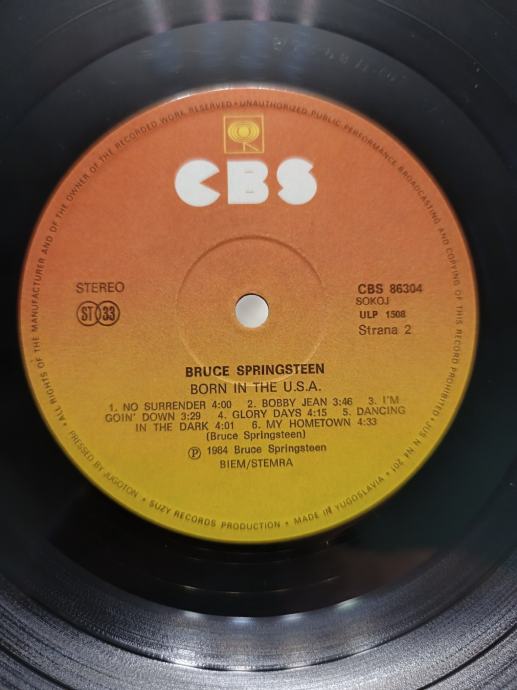 • ALL RIGHTS OF THE MANUFACTURER AND OF THE OWNER OF THE RECORDED WORK RESERVED • UNAUTHORIZED PUBLIC PERFORMANCE BROADCASTING AND COPYING OF THIS RECORD PROHIBITED •
CBS
STEREO
ST 33
CBS 86304
SOKOJ
ULP 1508
Strana 2
BRUCE SPRINGSTEEN
BORN IN THE U.S.A.
1. NO SURRENDER 4:00 2. BOBBY JEAN 3:46 3. I'M
GOIN' DOWN 3:29 4. GLORY DAYS 4:15 5. DANCING
IN THE DARK 4:01 6. MY HOMETOWN 4:33
(Bruce Springsteen)
Ⓟ 1984 Bruce Springsteen
BIEM/STEMRA
PRESSED BY JUGOTON • SUZY RECORDS PRODUCTION • MADE IN YUGOSLAVIA • JUS N N4 201